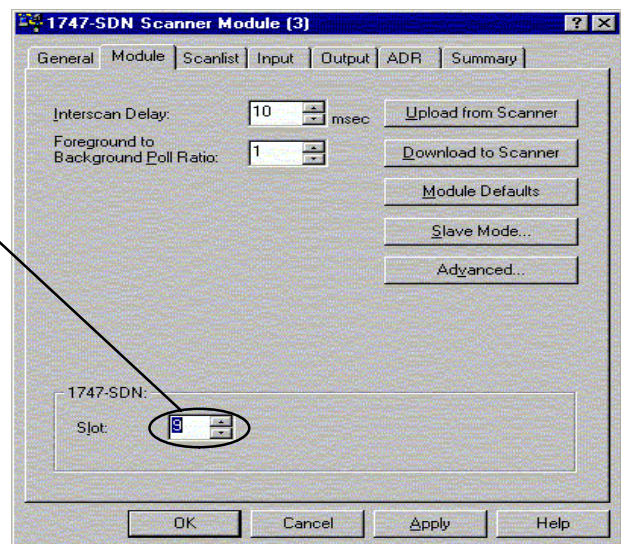 1747-SDN Scanner Module (3)
General Module Scanlist Input Output ADR Summary
Interscan Delay: 10 msec Upload from Scanner
Foreground to
Background Poll Ratio: 1 Download to Scanner
Module Defaults
Slave Mode...
Advanced...
1747-SDN:
Slot: 9
OK Cancel Apply Help